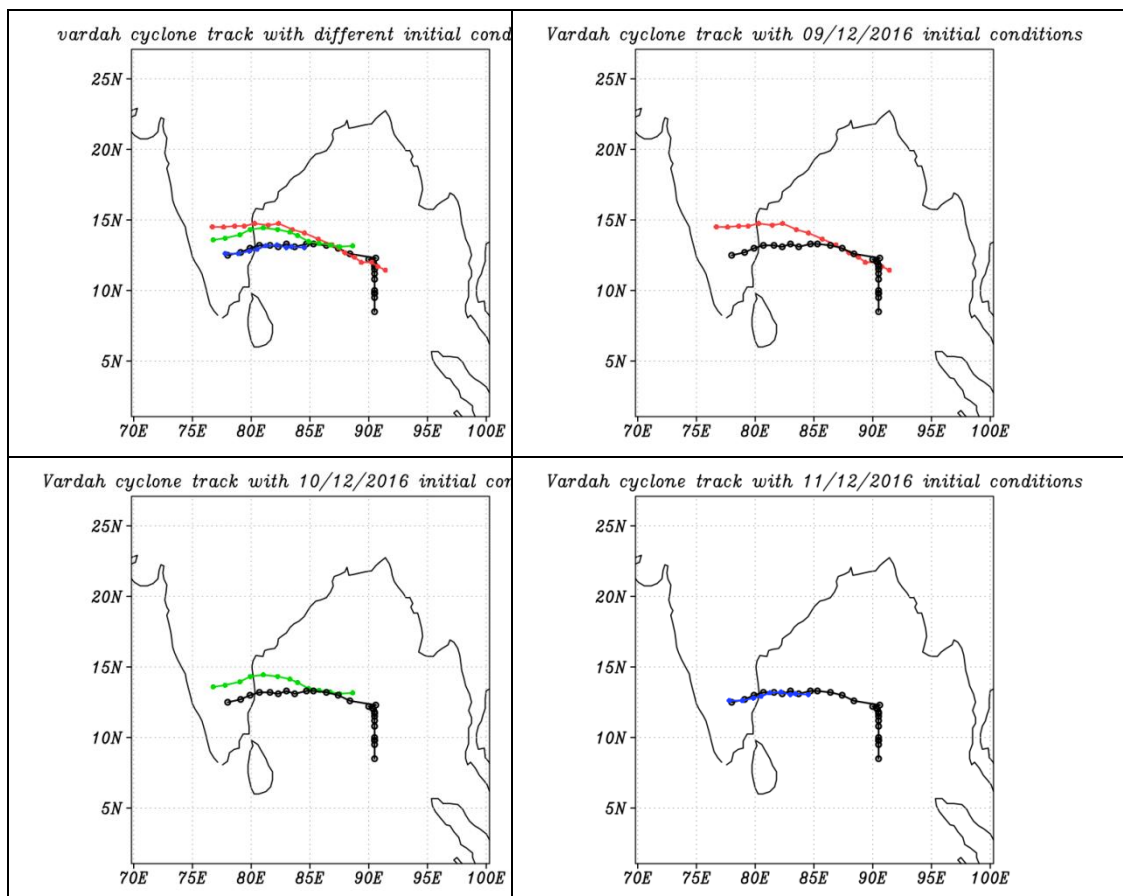 vardah cyclone track with different initial cond
25N
20N
15N
10N
5N
70E 75E 80E 85E 90E 95E 100E
Vardah cyclone track with 09/12/2016 initial conditions
25N
20N
15N
10N
5N
70E 75E 80E 85E 90E 95E 100E
Vardah cyclone track with 10/12/2016 initial con
25N
20N
15N
10N
5N
70E 75E 80E 85E 90E 95E 100E
Vardah cyclone track with 11/12/2016 initial conditions
25N
20N
15N
10N
5N
70E 75E 80E 85E 90E 95E 100E